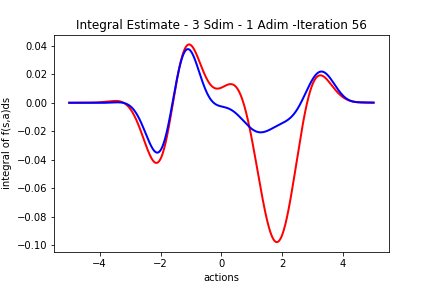 Integral Estimate - 3 Sdim - 1 Adim -Iteration 56
0.04
0.02
0.00
−0.02
−0.04
−0.06
−0.08
−0.10
integral of f(s,a)ds
−4 −2 0 2 4
actions